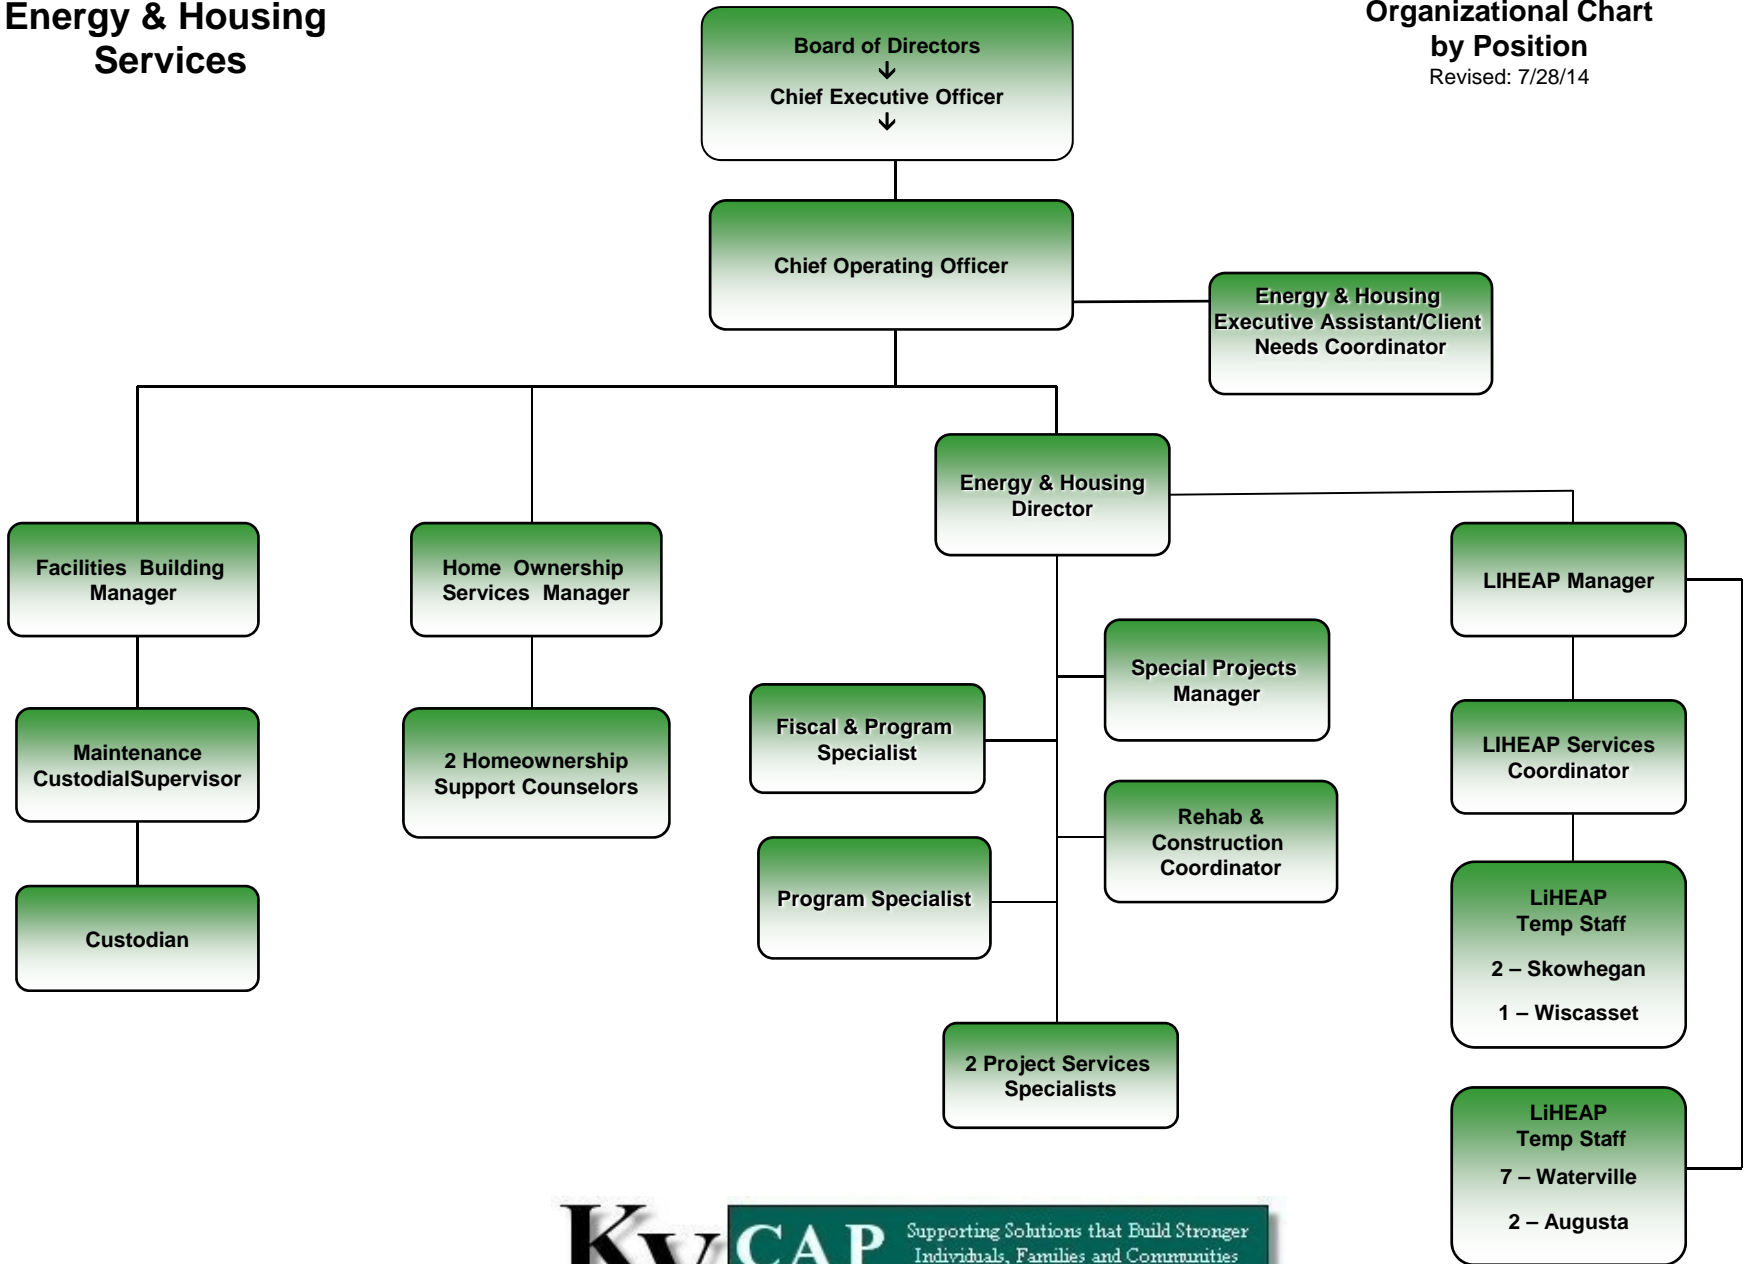 Energy & Housing
Services
Organizational Chart
by Position
Revised: 7/28/14
Board of Directors
↓
Chief Executive Officer
↓
Chief Operating Officer
Energy & Housing
Executive Assistant/Client
Needs Coordinator
Energy & Housing
Director
Facilities Building
Manager
Home Ownership
Services Manager
LIHEAP Manager
Special Projects
Manager
Fiscal & Program
Specialist
Maintenance
CustodialSupervisor
2 Homeownership
Support Counselors
LIHEAP Services
Coordinator
Rehab &
Construction
Coordinator
Program Specialist
Custodian
LiHEAP
Temp Staff
2 – Skowhegan
1 – Wiscasset
2 Project Services
Specialists
LiHEAP
Temp Staff
7 – Waterville
2 – Augusta
KV CAP
Supporting Solutions that Build Stronger
Individuals, Families and Communities